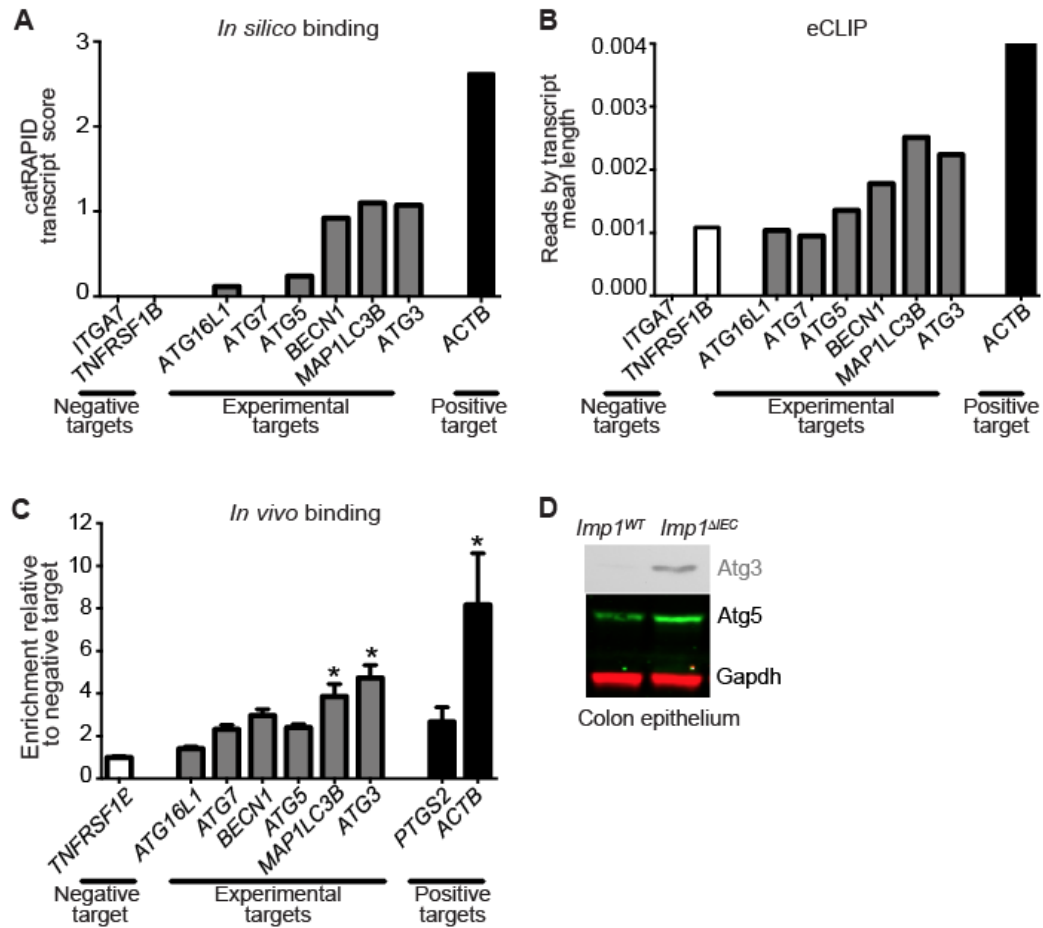 A
In silico binding
catRAPID
transcript score
3
2
1
0
ITGA7
TNFRSF1B
ATG16L1
ATG7
ATG5
BECN1
MAP1LC3B
ATG3
ACTB
Negative
targets
Experimental
targets
Positive
target
B
eCLIP
Reads by transcript
mean length
0.004
0.003
0.002
0.001
0.000
ITGA7
TNFRSF1B
ATG16L1
ATG7
ATG5
BECN1
MAP1LC3B
ATG3
ACTB
Negative
targets
Experimental
targets
Positive
target
C
In vivo binding
Enrichment relative
to negative target
12
10
8
6
4
2
0
*
*
*
TNFRSF1E
ATG16L1
ATG7
BECN1
ATG5
MAP1LC3B
ATG3
PTGS2
ACTB
Negative
target
Experimental
targets
Positive
targets
D
Imp1WT Imp1ΔIEC
Atg3
Atg5
Gapdh
Colon epithelium